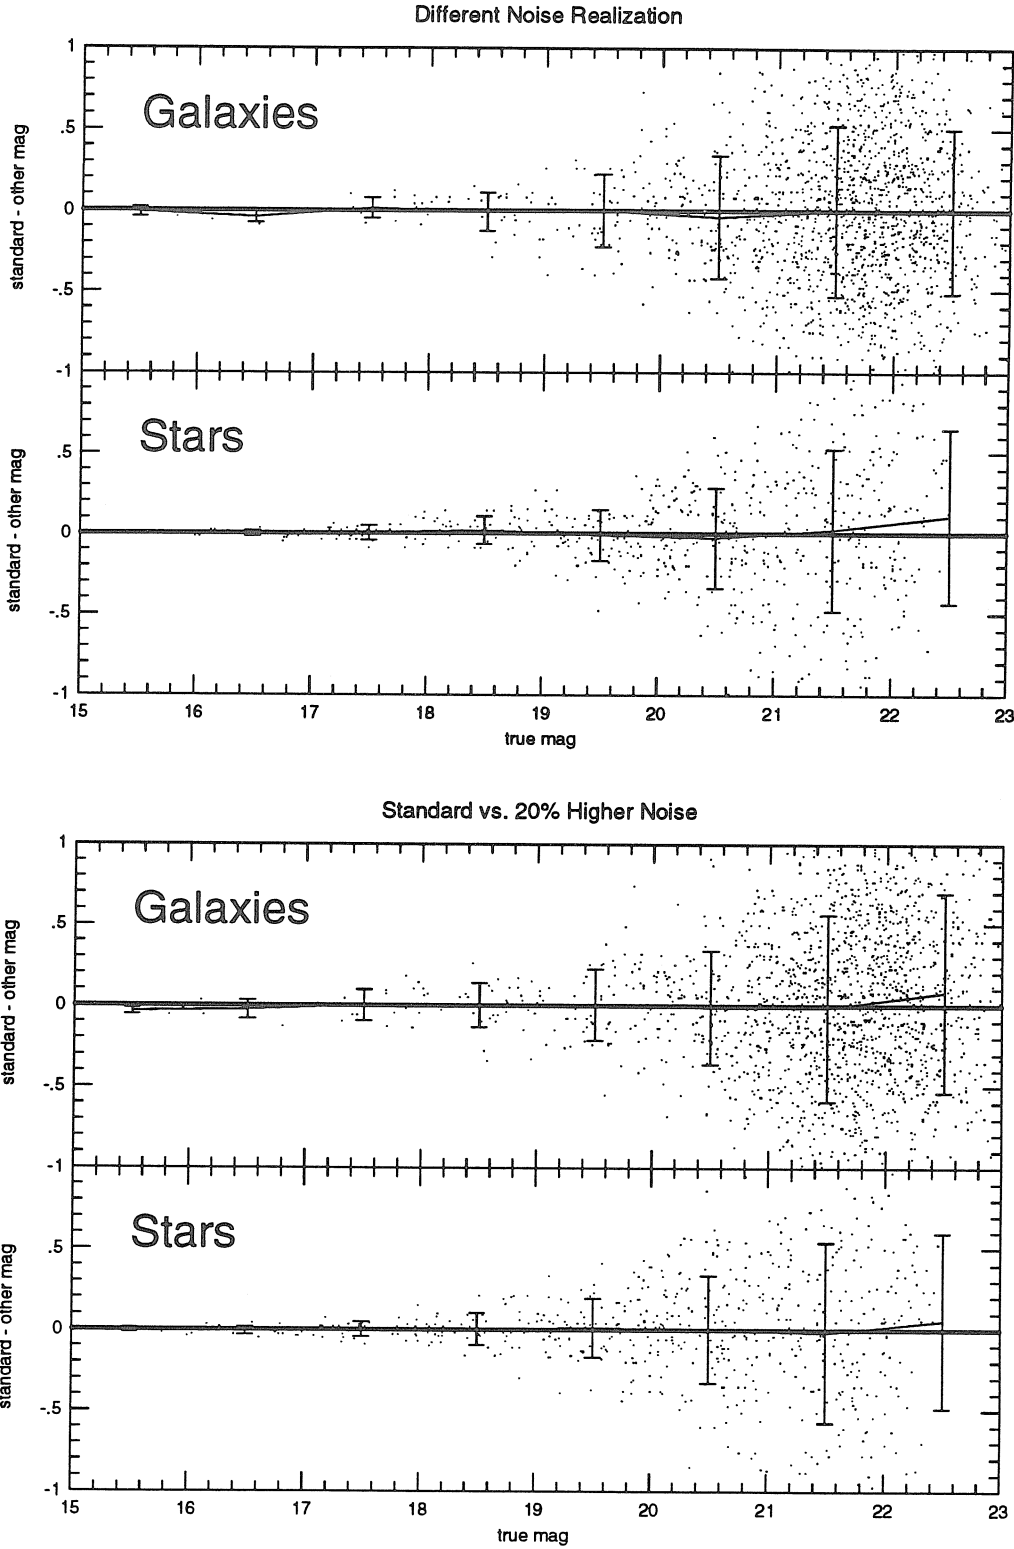 Different Noise Realization
1
Galaxies
.5
standard - other mag
0
-.5
-1
Stars
.5
standard - other mag
0
-.5
-1
15 16 17 18 19 20 21 22 23
true mag
Standard vs. 20% Higher Noise
1
Galaxies
.5
standard - other mag
0
-.5
-1
Stars
.5
standard - other mag
0
-.5
-1
15 16 17 18 19 20 21 22 23
true mag